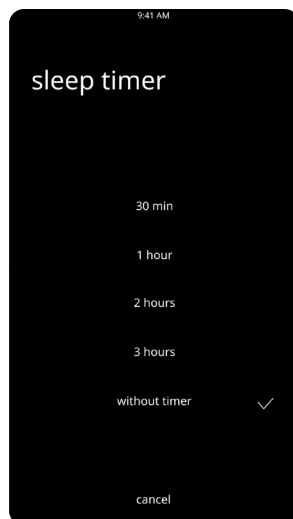 9:41 AM
sleep timer
30 min
1 hour
2 hours
3 hours
without timer
cancel